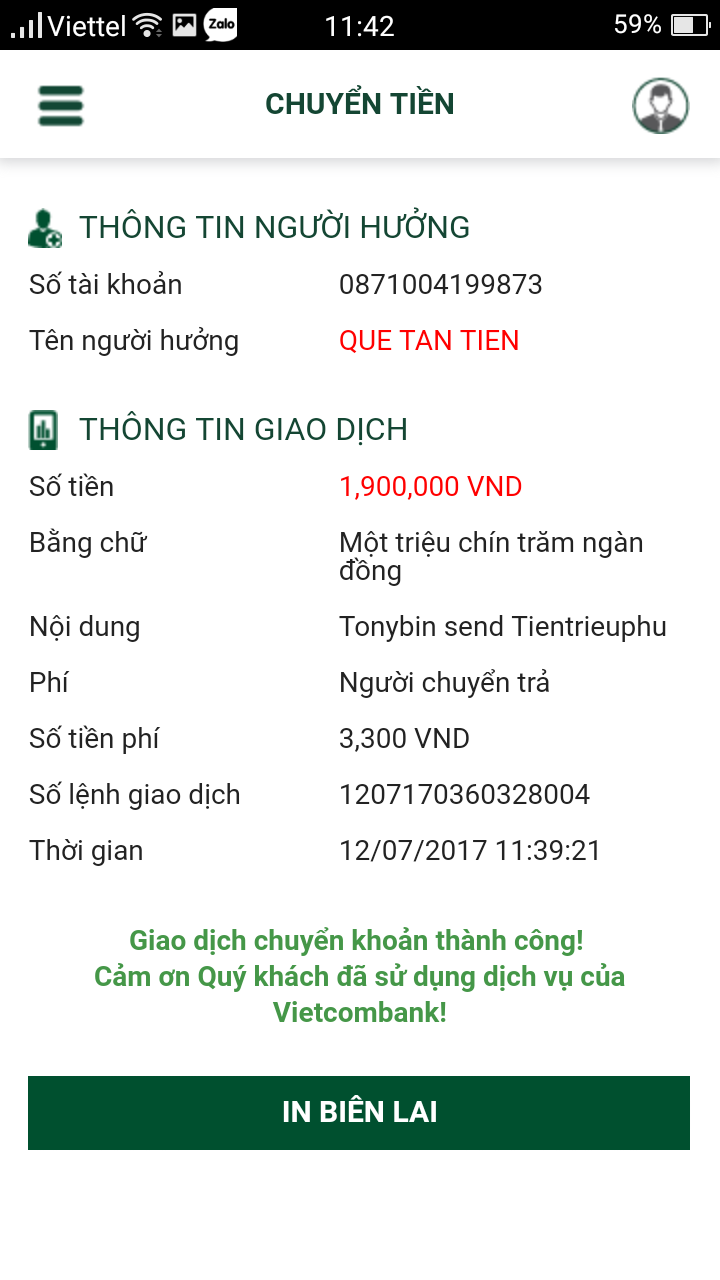 Viettel Zalo 11:42 59%
CHUYỂN TIỀN
THÔNG TIN NGƯỜI HƯỞNG
Số tài khoản 0871004199873
Tên người hưởng QUE TAN TIEN
THÔNG TIN GIAO DỊCH
Số tiền 1,900,000 VND
Bằng chữ Một triệu chín trăm ngàn
đồng
Nội dung Tonybin send Tientrieuphu
Phí Người chuyển trả
Số tiền phí 3,300 VND
Số lệnh giao dịch 1207170360328004
Thời gian 12/07/2017 11:39:21
Giao dịch chuyển khoản thành công!
Cảm ơn Quý khách đã sử dụng dịch vụ của
Vietcombank!
IN BIÊN LAI